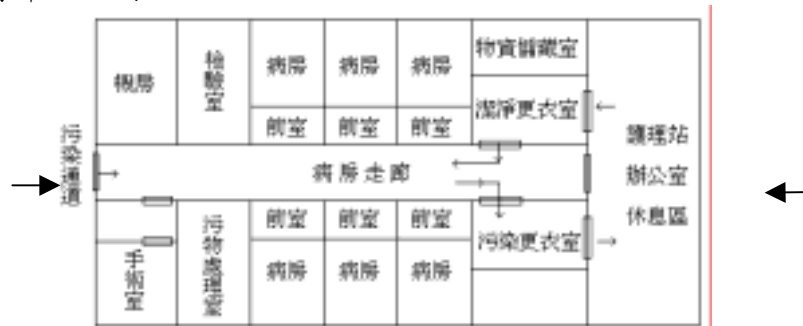 物資儲藏室
檢驗室
病房 病房 病房
機房
潔淨更衣室
前室 前室 前室
護理站
污染通道
病房走廊
辦公室
前室 前室 前室
休息區
污染更衣室
手術室
污物處理室
病房 病房 病房